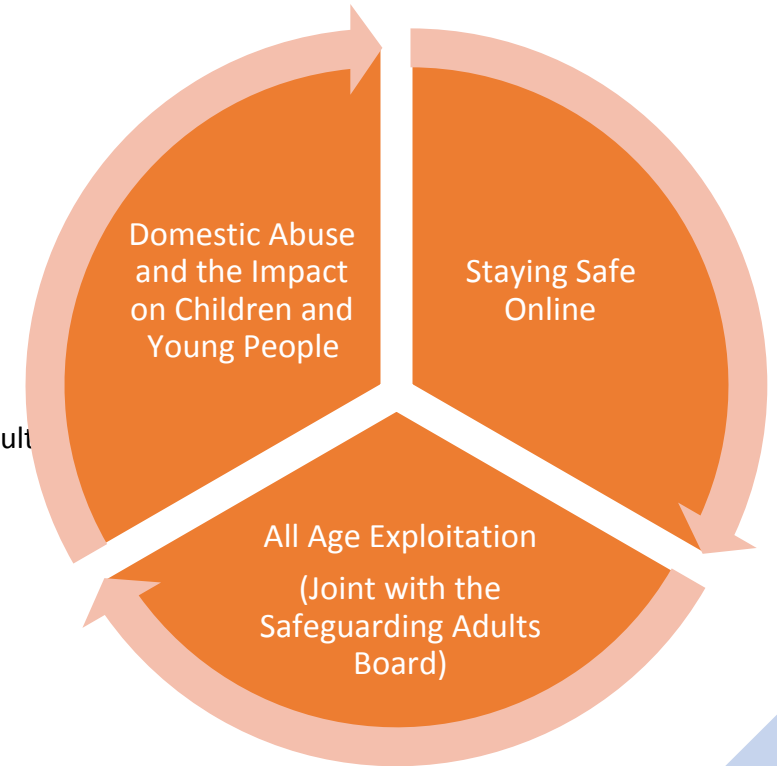 Domestic Abuse
and the Impact
on Children and
Young People
Staying Safe
Online
ult
All Age Exploitation
(Joint with the
Safeguarding Adults
Board)